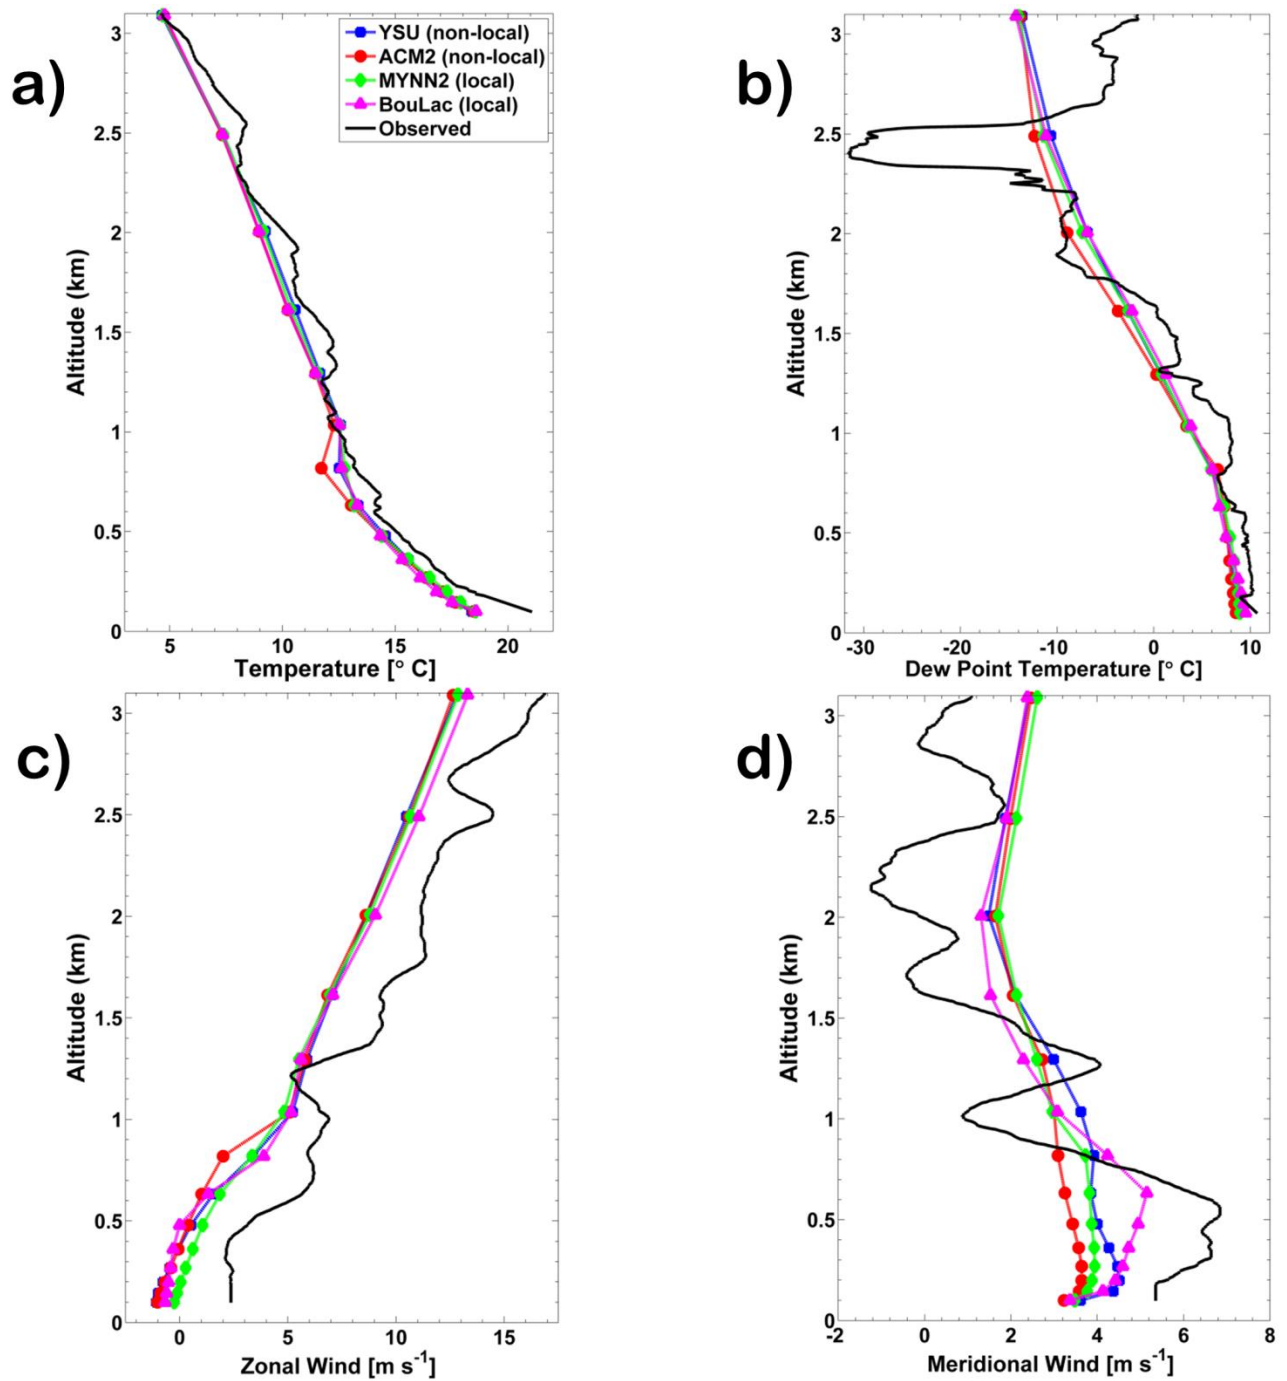 a)
3
2.5
2
1.5
1
0.5
0
Altitude (km)
5 10 15 20
Temperature [° C]
YSU (non-local)
ACM2 (non-local)
MYNN2 (local)
BouLac (local)
Observed
b)
3
2.5
2
1.5
1
0.5
0
Altitude (km)
-30 -20 -10 0 10
Dew Point Temperature [° C]
c)
3
2.5
2
1.5
1
0.5
0
Altitude (km)
0 5 10 15
Zonal Wind [m s⁻¹]
d)
3
2.5
2
1.5
1
0.5
0
Altitude (km)
-2 0 2 4 6 8
Meridional Wind [m s⁻¹]